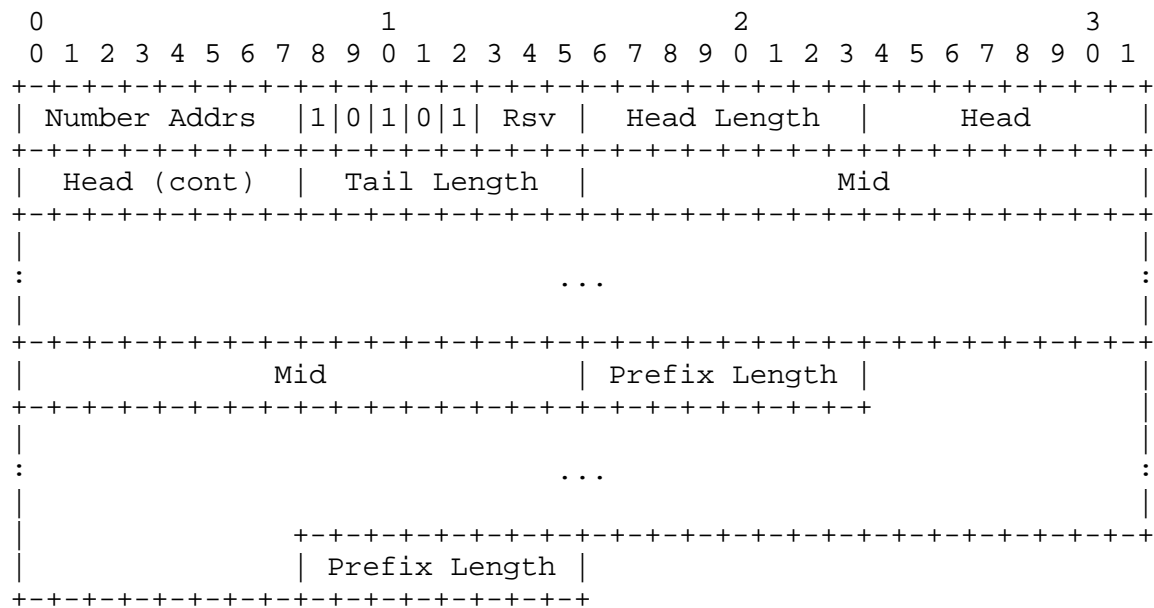 0                   1                   2                   3
 0 1 2 3 4 5 6 7 8 9 0 1 2 3 4 5 6 7 8 9 0 1 2 3 4 5 6 7 8 9 0 1
+-+-+-+-+-+-+-+-+-+-+-+-+-+-+-+-+-+-+-+-+-+-+-+-+-+-+-+-+-+-+-+-+
| Number Addrs  |1|0|1|0|1| Rsv |  Head Length  |     Head      |
+-+-+-+-+-+-+-+-+-+-+-+-+-+-+-+-+-+-+-+-+-+-+-+-+-+-+-+-+-+-+-+-+
|  Head (cont)  |  Tail Length  |              Mid              |
+-+-+-+-+-+-+-+-+-+-+-+-+-+-+-+-+-+-+-+-+-+-+-+-+-+-+-+-+-+-+-+-+
|                                                               |
:                              ...                              :
|                                                               |
+-+-+-+-+-+-+-+-+-+-+-+-+-+-+-+-+-+-+-+-+-+-+-+-+-+-+-+-+-+-+-+-+
|              Mid              | Prefix Length |               |
+-+-+-+-+-+-+-+-+-+-+-+-+-+-+-+-+-+-+-+-+-+-+-+-+               |
|                                                               |
:                              ...                              :
|                                                               |
|               +-+-+-+-+-+-+-+-+-+-+-+-+-+-+-+-+-+-+-+-+-+-+-+-+
|               | Prefix Length |
+-+-+-+-+-+-+-+-+-+-+-+-+-+-+-+-+